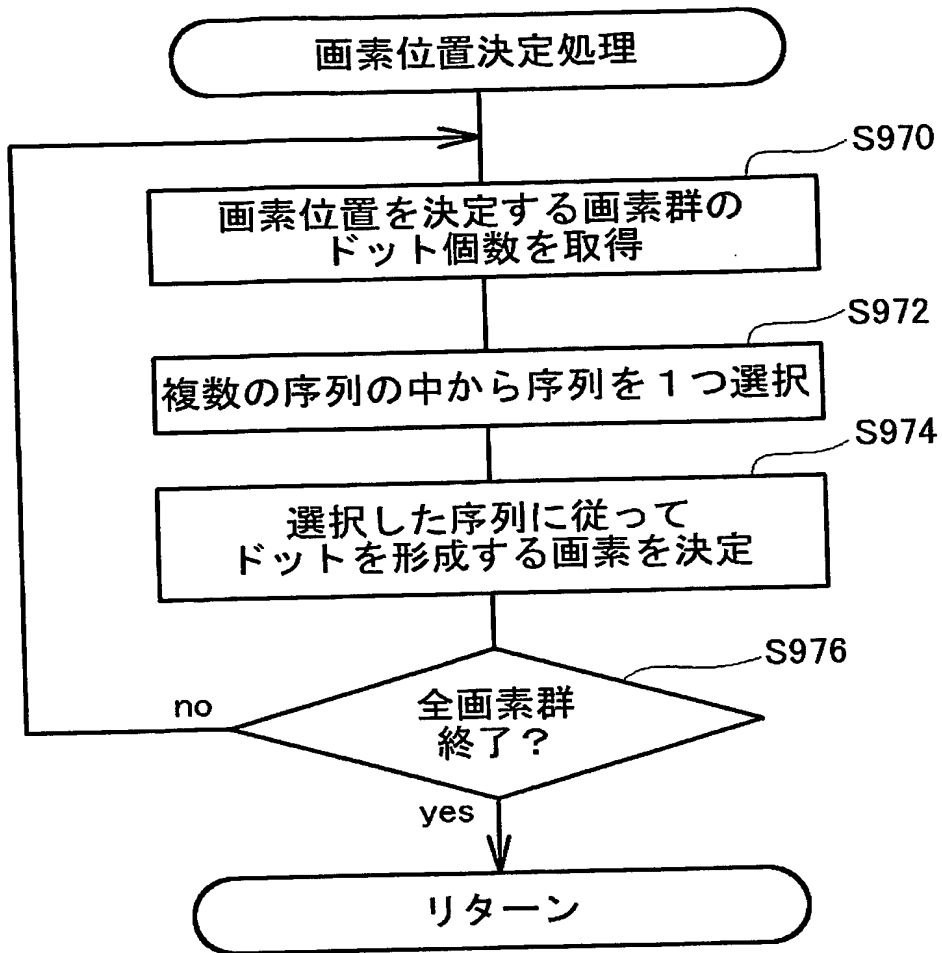 画素位置決定処理
S970
画素位置を決定する画素群の
ドット個数を取得
S972
複数の序列の中から序列を１つ選択
S974
選択した序列に従って
ドットを形成する画素を決定
S976
全画素群
終了？
no
yes
リターン